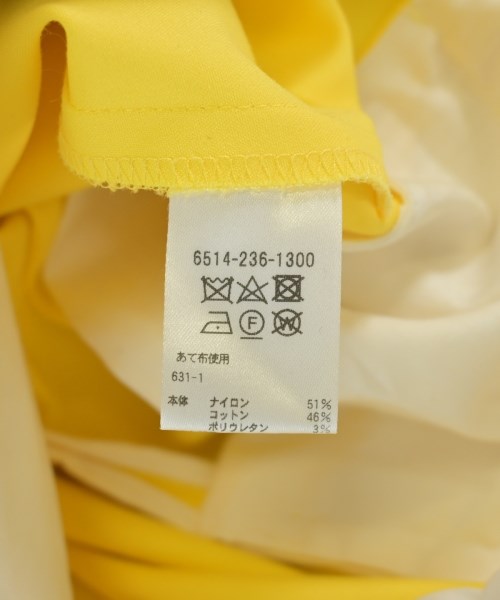 6514-236-1300
F W
あて布使用
631-1
本体 ナイロン 51%
コットン 46%
ポリウレタン 3%